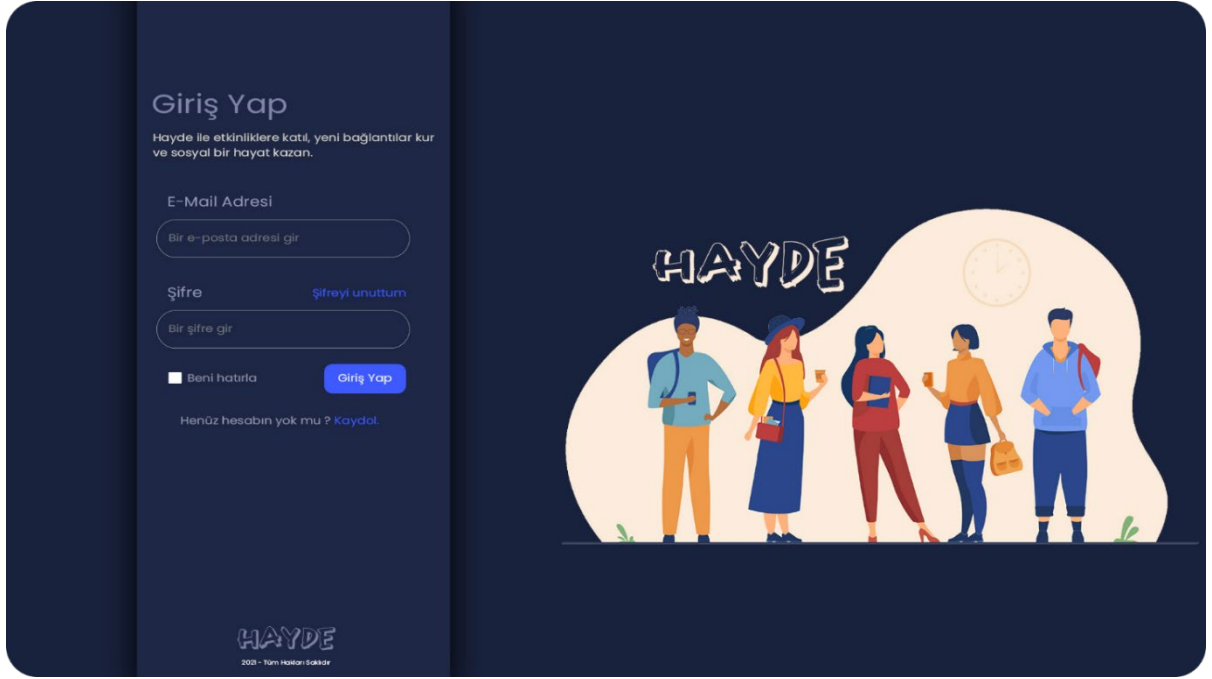 Giriş Yap
Hayde ile etkinliklere katıl, yeni bağlantılar kur
ve sosyal bir hayat kazan.
E-Mail Adresi
Bir e-posta adresi gir
Şifre
Şifreyi unuttum
Bir şifre gir
Beni hatırla
Giriş Yap
Henüz hesabın yok mu ? Kaydol.
HAYDE
2021 - Tüm Hakları Saklıdır
HAYDE